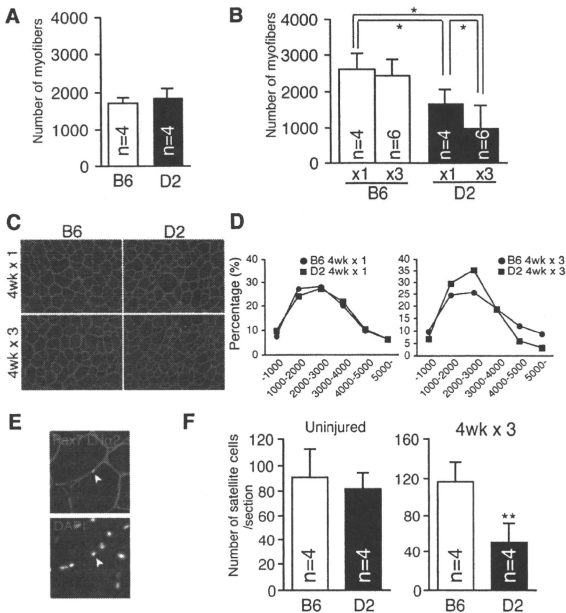 A
Number of myofibers
4000
3000
2000
1000
0
n=4
n=4
B6
D2
B
Number of myofibers
4000
3000
2000
1000
0
*
*
*
n=4
n=6
n=4
n=6
x1 x3 x1 x3
B6 D2
C
B6 D2
4wk x 1
4wk x 3
D
Percentage (%)
40
30
20
10
0
B6 4wk x 1
D2 4wk x 1
-1000
1000-2000
2000-3000
3000-4000
4000-5000
5000-
40
35
30
25
20
15
10
5
0
B6 4wk x 3
D2 4wk x 3
-1000
1000-2000
2000-3000
3000-4000
4000-5000
5000-
E
F
Number of satellite cells
/section
Uninjured
120
100
80
60
40
20
0
n=4
n=4
B6 D2
4wk x 3
160
120
80
40
0
**
n=4
n=4
B6 D2